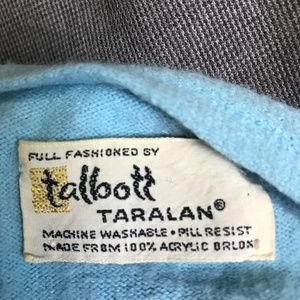 FULL FASHIONED BY
talbott
TARALAN®
MACHINE WASHABLE • PILL RESIST
MADE FROM 100% ACRYLIC ORLON